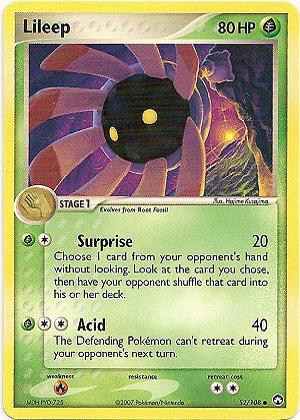 Lileep 80 HP
Illus. Hajime Kusajima
STAGE 1
Evolves from Root Fossil
Surprise 20
Choose 1 card from your opponent's hand
without looking. Look at the card you chose,
then have your opponent shuffle that card into
his or her deck.
Acid 40
The Defending Pokémon can't retreat during
your opponent's next turn.
weakness resistance retreat cost
©2007 Pokémon/Nintendo 52/108